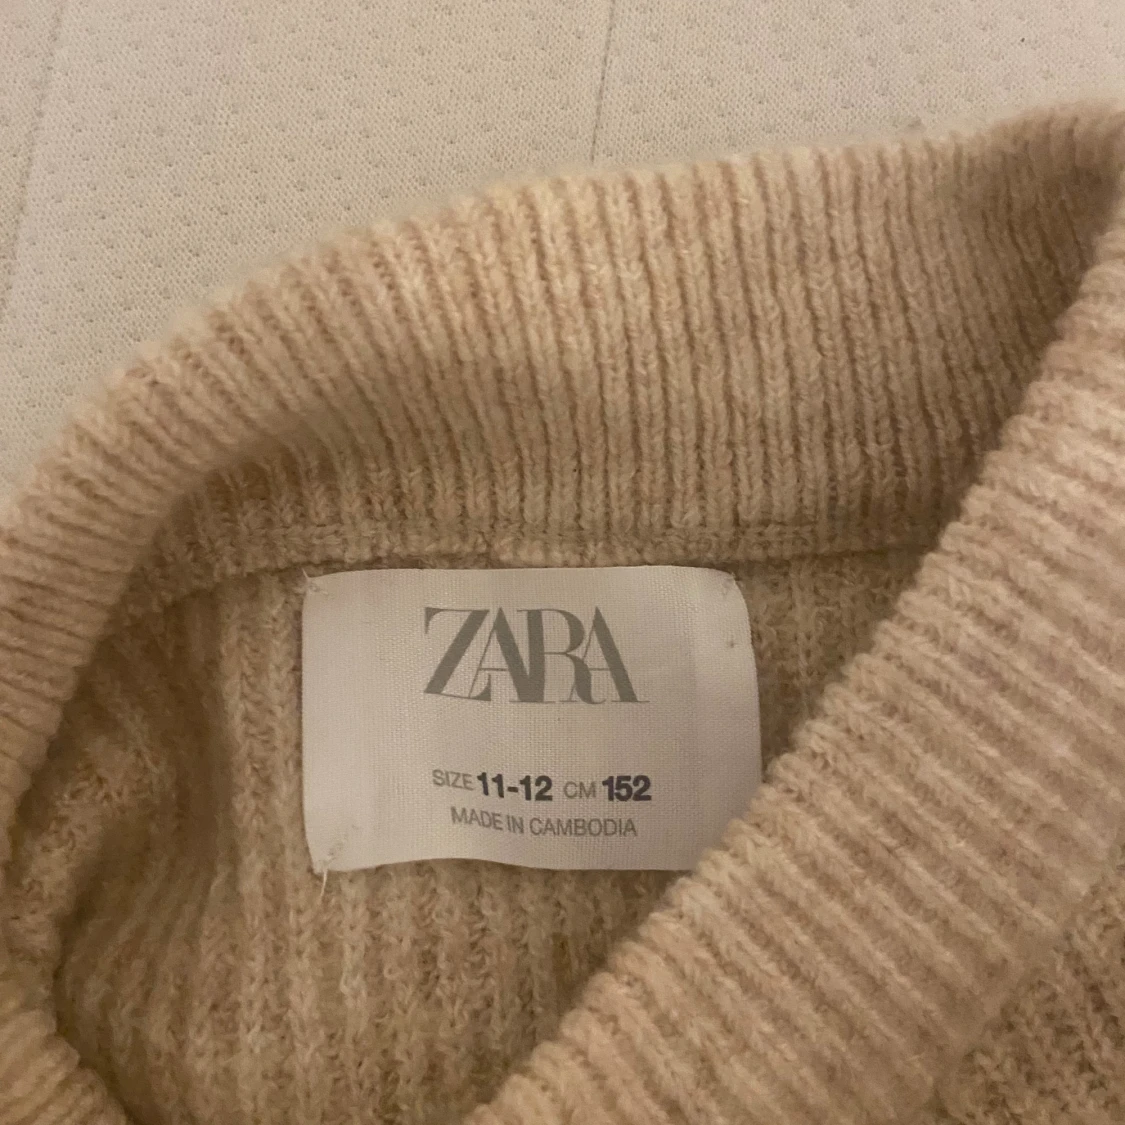 ZARA
SIZE 11-12 CM 152
MADE IN CAMBODIA